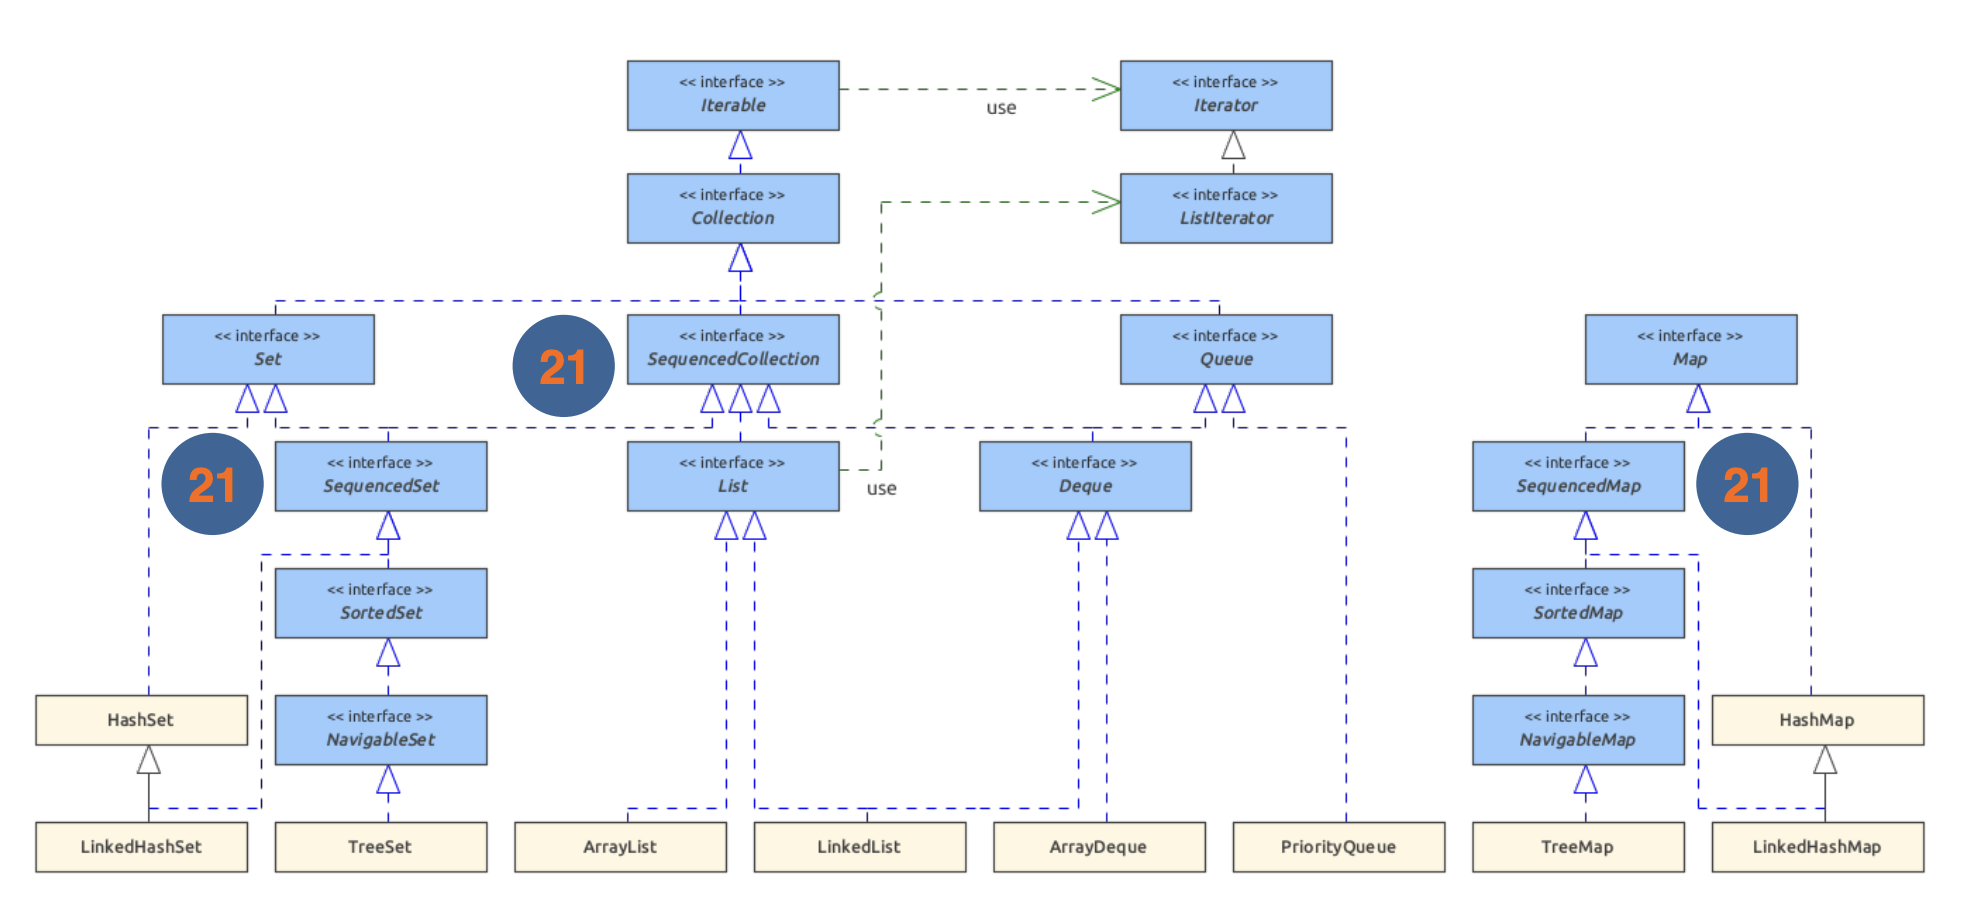 << interface >>
Iterable
use
<< interface >>
Iterator
<< interface >>
Collection
<< interface >>
ListIterator
<< interface >>
Set
21
<< interface >>
SequencedCollection
<< interface >>
Queue
<< interface >>
Map
21
<< interface >>
SequencedSet
<< interface >>
List
use
<< interface >>
Deque
<< interface >>
SequencedMap
21
<< interface >>
SortedSet
<< interface >>
SortedMap
HashSet
<< interface >>
NavigableSet
<< interface >>
NavigableMap
HashMap
LinkedHashSet
TreeSet
ArrayList
LinkedList
ArrayDeque
PriorityQueue
TreeMap
LinkedHashMap